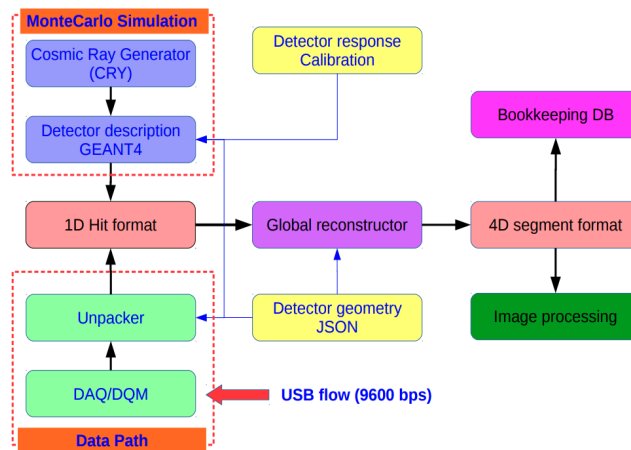 MonteCarlo Simulation
Cosmic Ray Generator
(CRY)
Detector response
Calibration
Detector description
GEANT4
Bookkeeping DB
1D Hit format
Global reconstructor
4D segment format
Unpacker
Detector geometry
JSON
Image processing
DAQ/DQM
USB flow (9600 bps)
Data Path